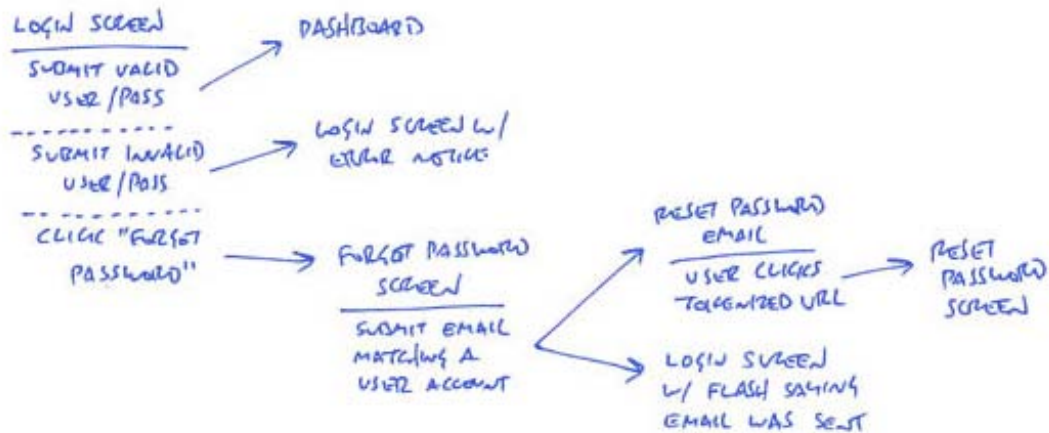 LOGIN SCREEN
SUBMIT VALID
USER/PASS
SUBMIT INVALID
USER/PASS
CLICK "FORGOT
PASSWORD"
DASHBOARD
LOGIN SCREEN W/
ERROR NOTICE
FORGOT PASSWORD
SCREEN
SUBMIT EMAIL
MATCHING A
USER ACCOUNT
RESET PASSWORD
EMAIL
USER CLICKS
TOKENIZED URL
LOGIN SCREEN
W/ FLASH SAYING
EMAIL WAS SENT
RESET
PASSWORD
SCREEN